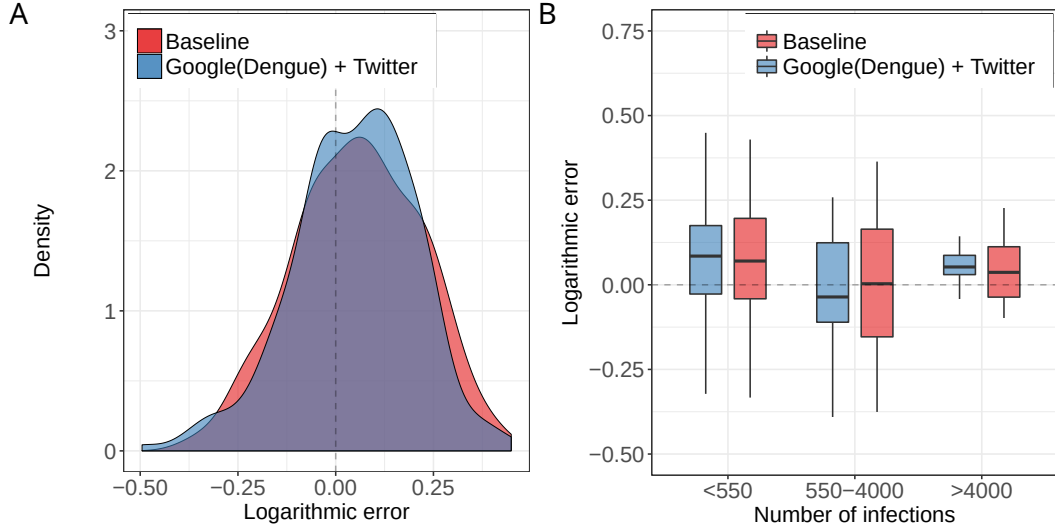 A
3
2
1
0
Density
Baseline
Google(Dengue) + Twitter
−0.50
−0.25
0.00
0.25
Logarithmic error
B
0.75
0.50
0.25
0.00
−0.25
−0.50
Logarithmic error
Baseline
Google(Dengue) + Twitter
<550
550−4000
>4000
Number of infections